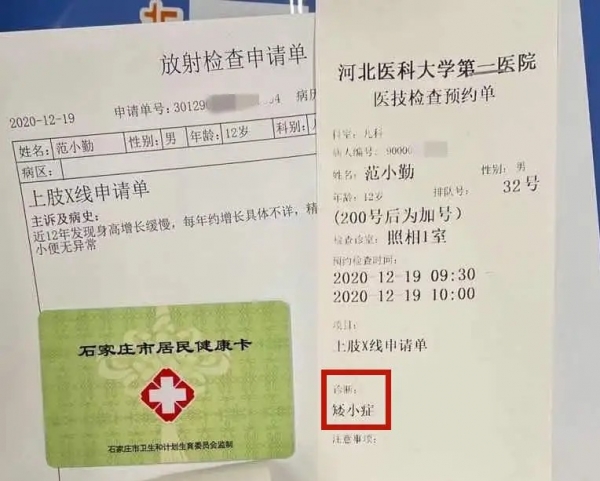 放射检查申请单
2020-12-19
申请单号:30129
病历
姓名: 范小勤
性别: 男
年龄: 12岁
科别:
病区:
上肢X线申请单
主诉及病史:
近12年发现身高增长缓慢，每年约增长具体不详，精
小便无异常
石家庄市居民健康卡
石家庄市卫生和计划生育委员会监制
河北医科大学第一医院
医技检查预约单
科室: 儿科
病人编号: 90000
姓名: 范小勤
性别: 男
年龄: 12岁
排队号: 32号
(200号后为加号)
检查诊室: 照相1室
预约检查时间:
2020-12-19 09:30 -
2020-12-19 10:00
项目:
上肢X线申请单
诊断:
矮小症
注意事项: